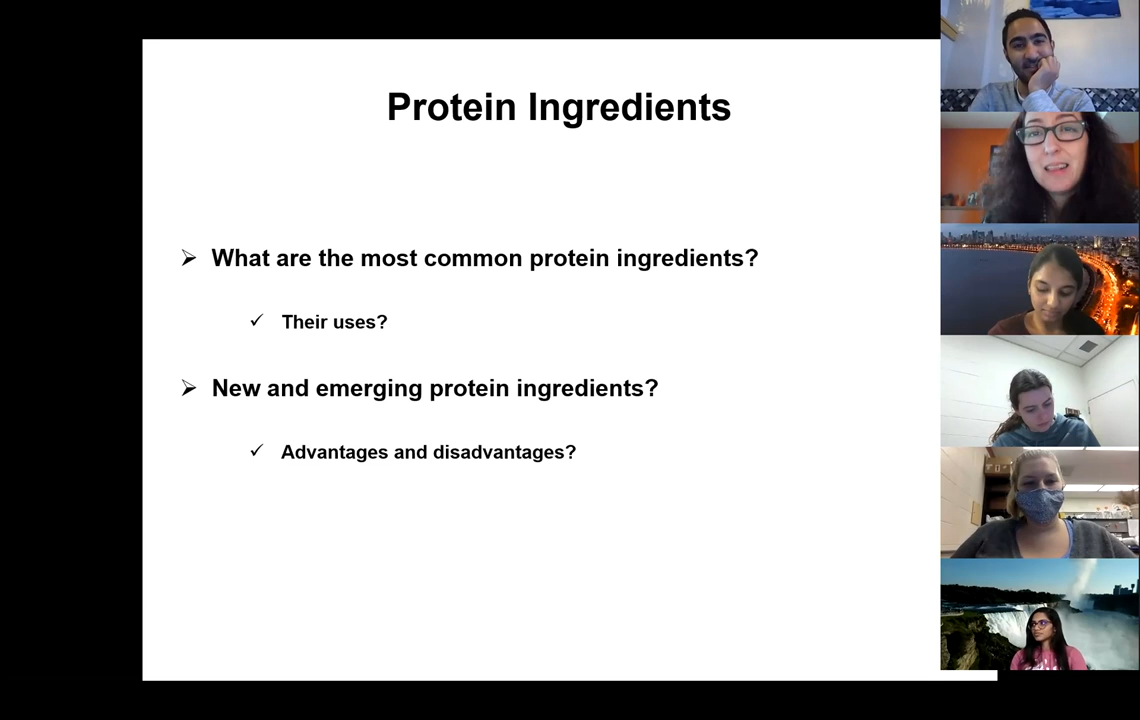 Protein Ingredients
➢ What are the most common protein ingredients?
✓ Their uses?
➢ New and emerging protein ingredients?
✓ Advantages and disadvantages?